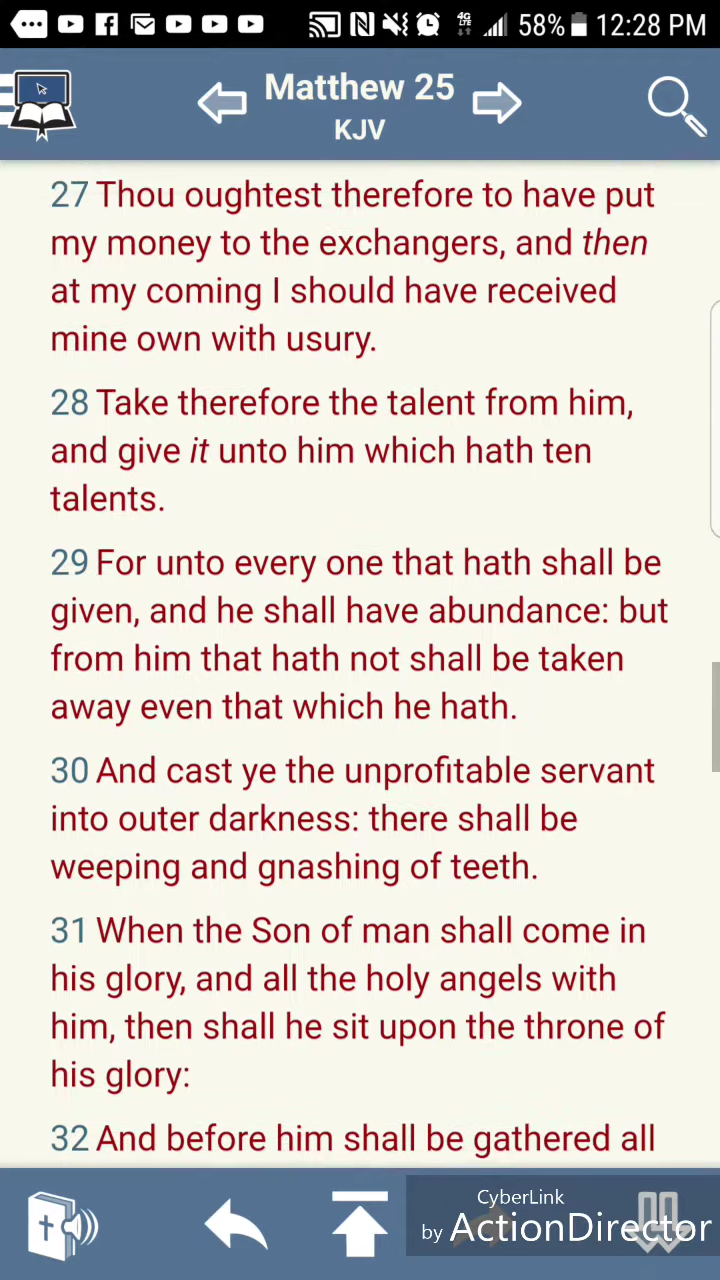 58% 12:28 PM
4G LTE
Matthew 25
KJV
27 Thou oughtest therefore to have put
my money to the exchangers, and then
at my coming I should have received
mine own with usury.
28 Take therefore the talent from him,
and give it unto him which hath ten
talents.
29 For unto every one that hath shall be
given, and he shall have abundance: but
from him that hath not shall be taken
away even that which he hath.
30 And cast ye the unprofitable servant
into outer darkness: there shall be
weeping and gnashing of teeth.
31 When the Son of man shall come in
his glory, and all the holy angels with
him, then shall he sit upon the throne of
his glory:
32 And before him shall be gathered all
CyberLink
by ActionDirector